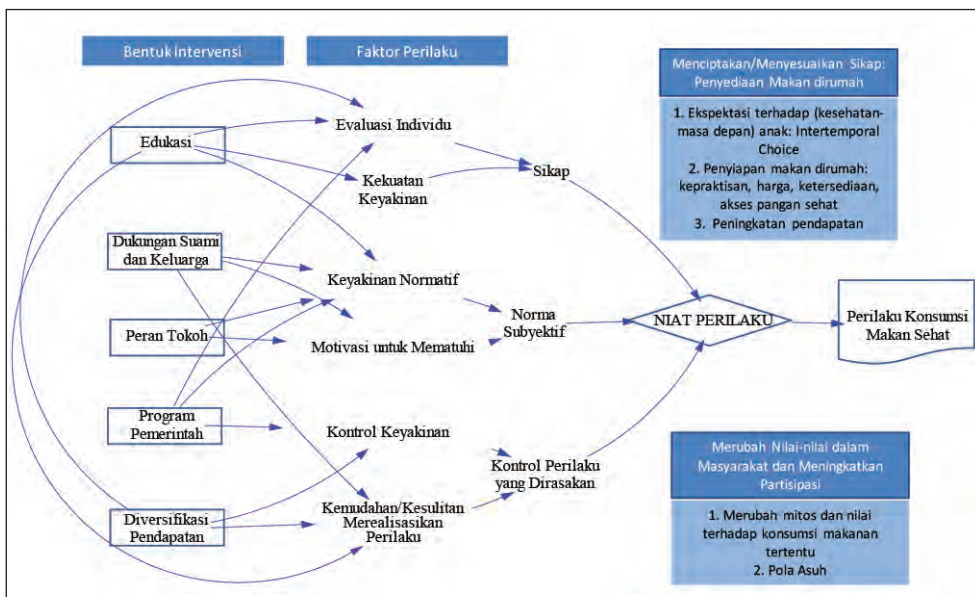 Bentuk Intervensi
Faktor Perilaku
Edukasi
Dukungan Suami
dan Keluarga
Peran Tokoh
Program
Pemerintah
Diversifikasi
Pendapatan
Evaluasi Individu
Kekuatan
Keyakinan
Keyakinan Normatif
Motivasi untuk Mematuhi
Kontrol Keyakinan
Kemudahan/Kesulitan
Merealisasikan
Perilaku
Sikap
Norma
Subyektif
Kontrol Perilaku
yang Dirasakan
NIAT PERILAKU
Perilaku Konsumsi
Makan Sehat
Menciptakan/Menyesuaikan Sikap:
Penyediaan Makan dirumah
1. Ekspektasi terhadap (kesehatan-
masa depan) anak: Intertemporal
Choice
2. Penyiapan makan dirumah:
kepraktisan, harga, ketersediaan,
akses pangan sehat
3. Peningkatan pendapatan
Merubah Nilai-nilai dalam
Masyarakat dan Meningkatkan
Partisipasi
1. Merubah mitos dan nilai
terhadap konsumsi makanan
tertentu
2. Pola Asuh